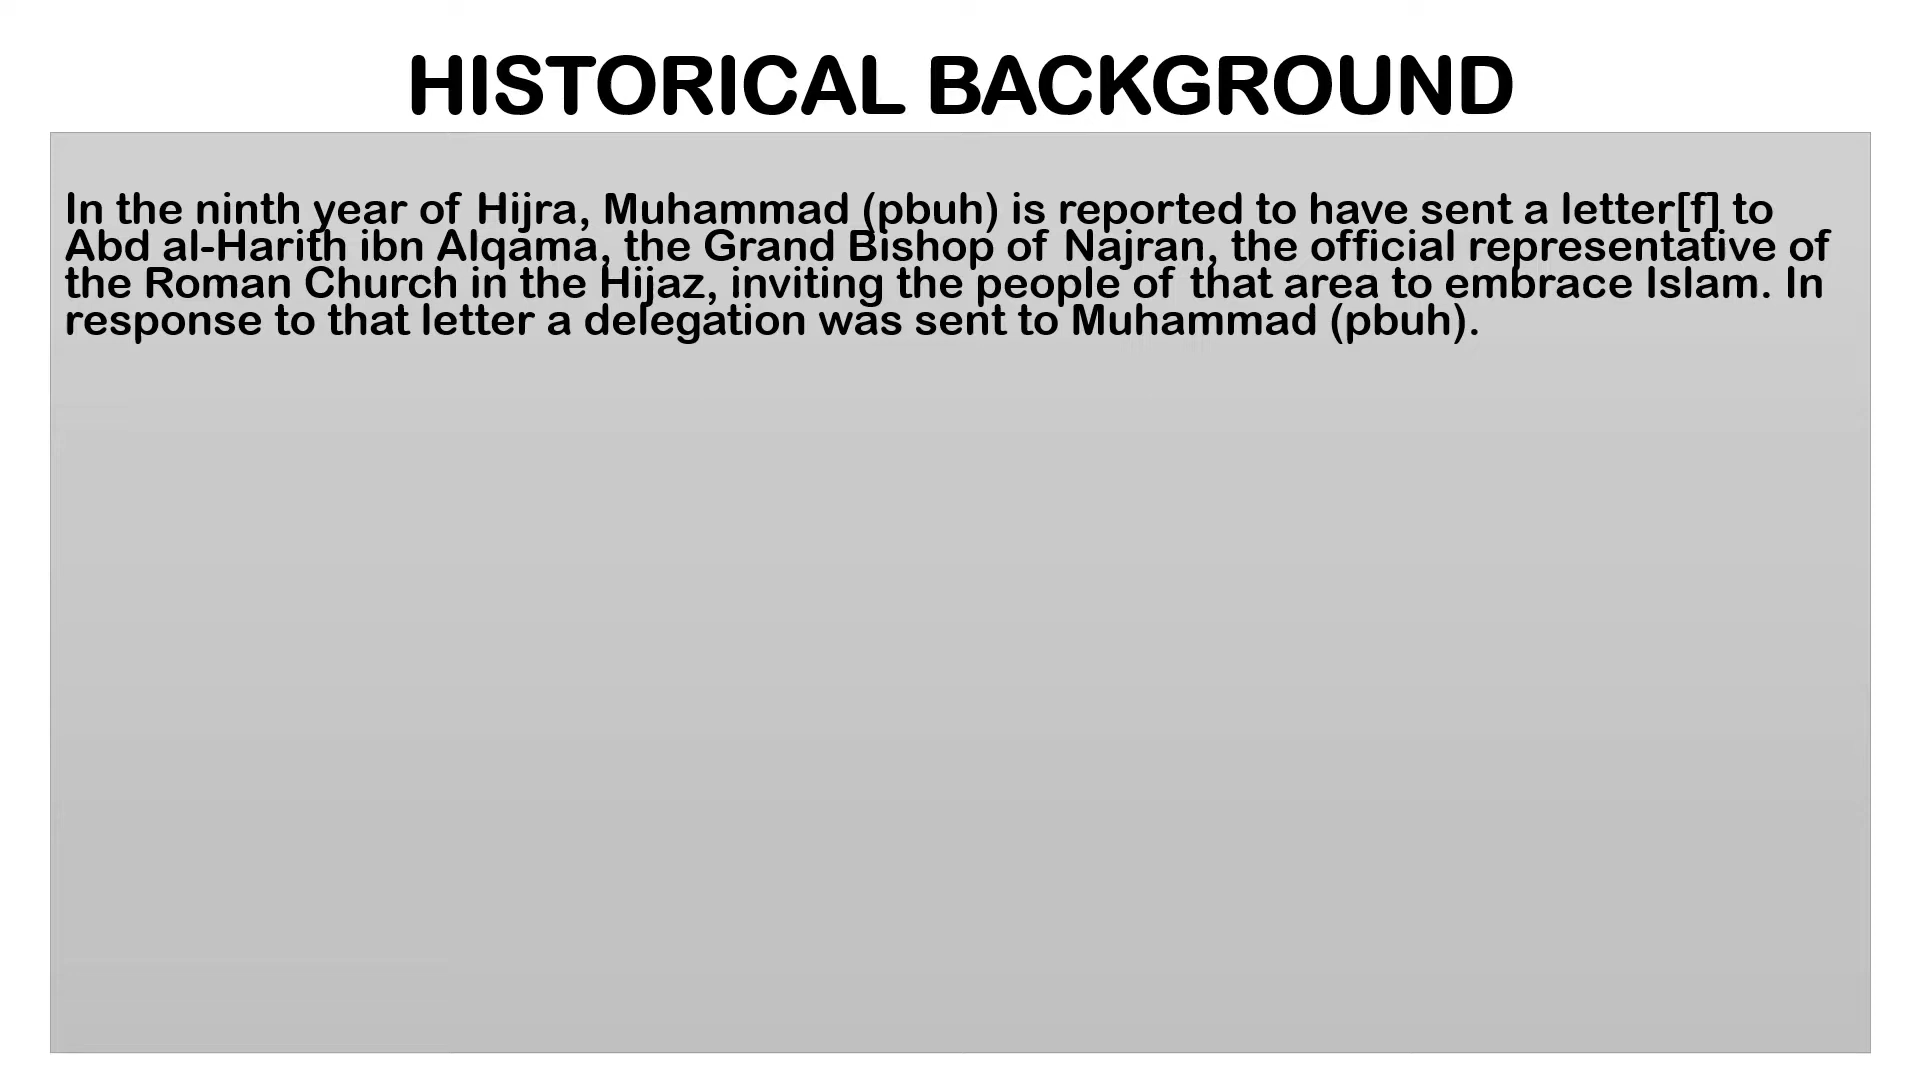 HISTORICAL BACKGROUND
In the ninth year of Hijra, Muhammad (pbuh) is reported to have sent a letter[f] to
Abd al-Harith ibn Alqama, the Grand Bishop of Najran, the official representative of
the Roman Church in the Hijaz, inviting the people of that area to embrace Islam. In
response to that letter a delegation was sent to Muhammad (pbuh).